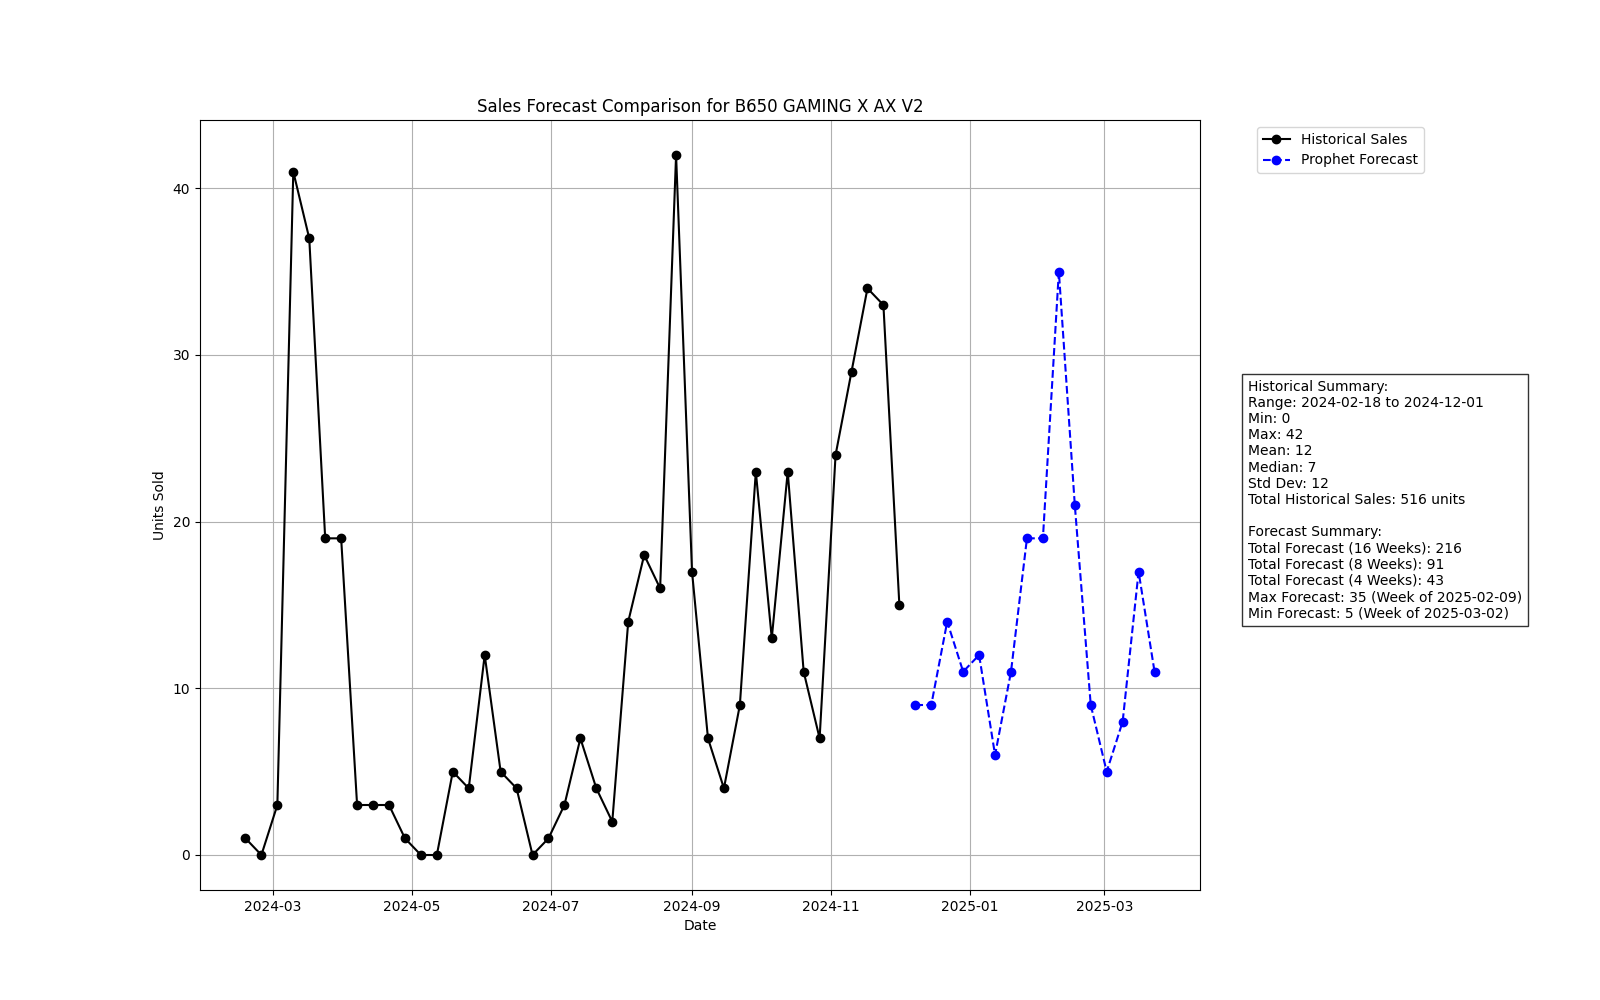 Sales Forecast Comparison for B650 GAMING X AX V2
Historical Sales
Prophet Forecast
40
30
20
10
0
Units Sold
2024-03
2024-05
2024-07
2024-09
2024-11
2025-01
2025-03
Date
Historical Summary:
Range: 2024-02-18 to 2024-12-01
Min: 0
Max: 42
Mean: 12
Median: 7
Std Dev: 12
Total Historical Sales: 516 units
Forecast Summary:
Total Forecast (16 Weeks): 216
Total Forecast (8 Weeks): 91
Total Forecast (4 Weeks): 43
Max Forecast: 35 (Week of 2025-02-09)
Min Forecast: 5 (Week of 2025-03-02)